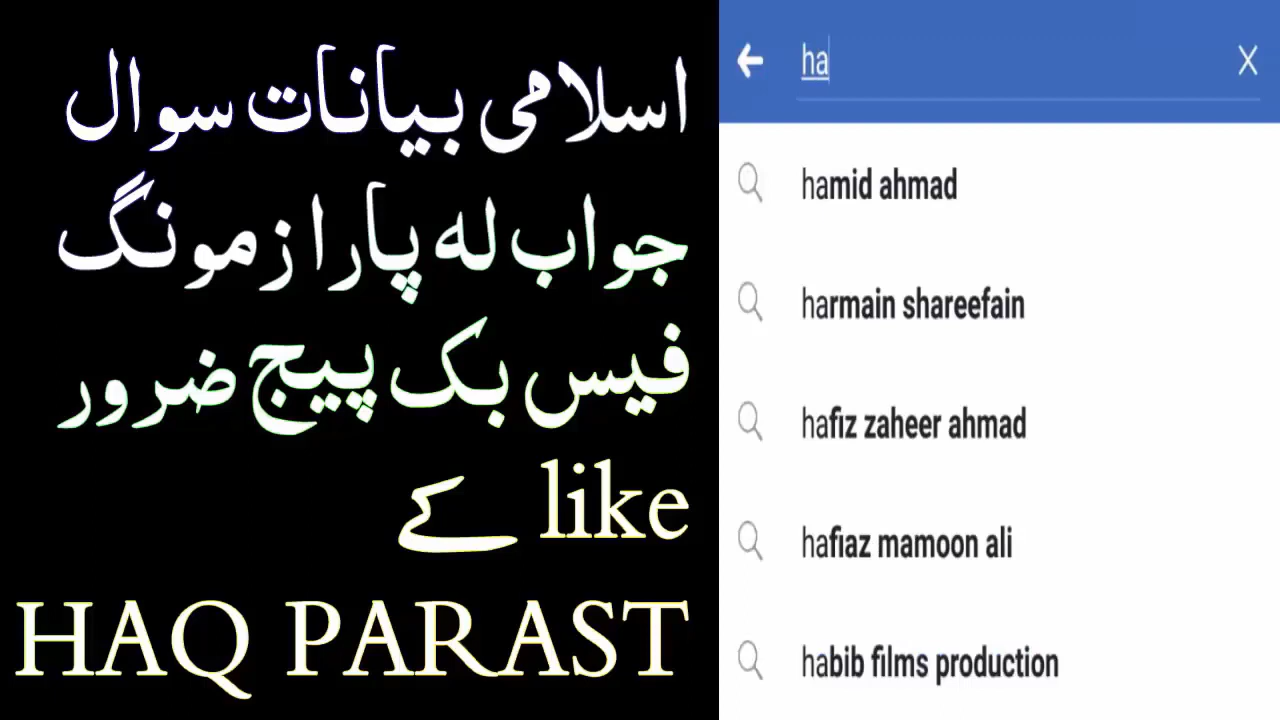 اسلامی بیانات سوال
جواب لہ پارا زمونگ
فیس بک پیج ضرور
like کے
HAQ PARAST
ha
hamid ahmad
harmain shareefain
hafiz zaheer ahmad
hafiaz mamoon ali
habib films production